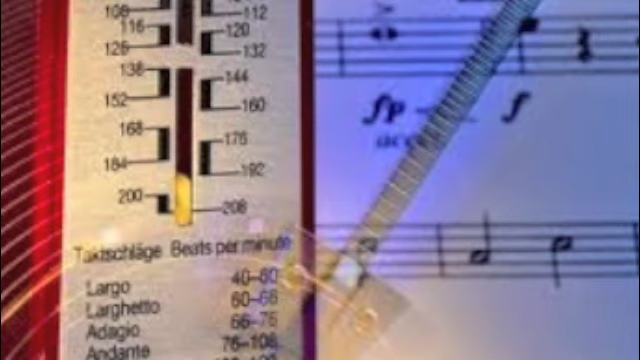 108 112
116 120
126 132
138 144
152 160
168 176
184 192
200 208
Taktschläge Beats per minute
Largo 40–60
Larghetto 60–66
Adagio 66–76
Andante 76–108
fp f